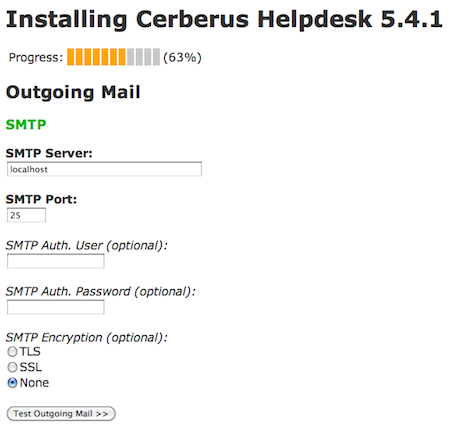 Installing Cerberus Helpdesk 5.4.1
Progress: (63%)
Outgoing Mail
SMTP
SMTP Server:
localhost
SMTP Port:
25
SMTP Auth. User (optional):
SMTP Auth. Password (optional):
SMTP Encryption (optional):
TLS
SSL
None
Test Outgoing Mail >>